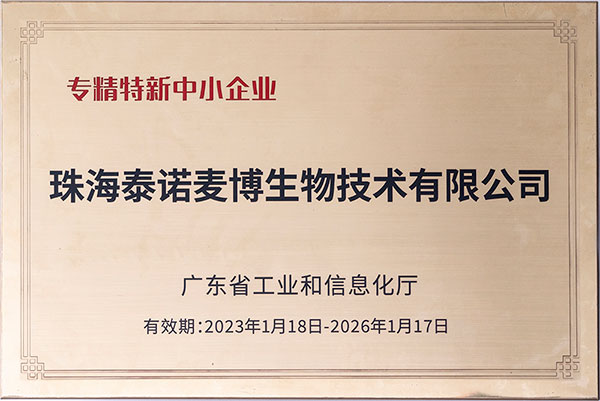 专精特新中小企业
珠海泰诺麦博生物技术有限公司
广东省工业和信息化厅
有效期：2023年1月18日-2026年1月17日